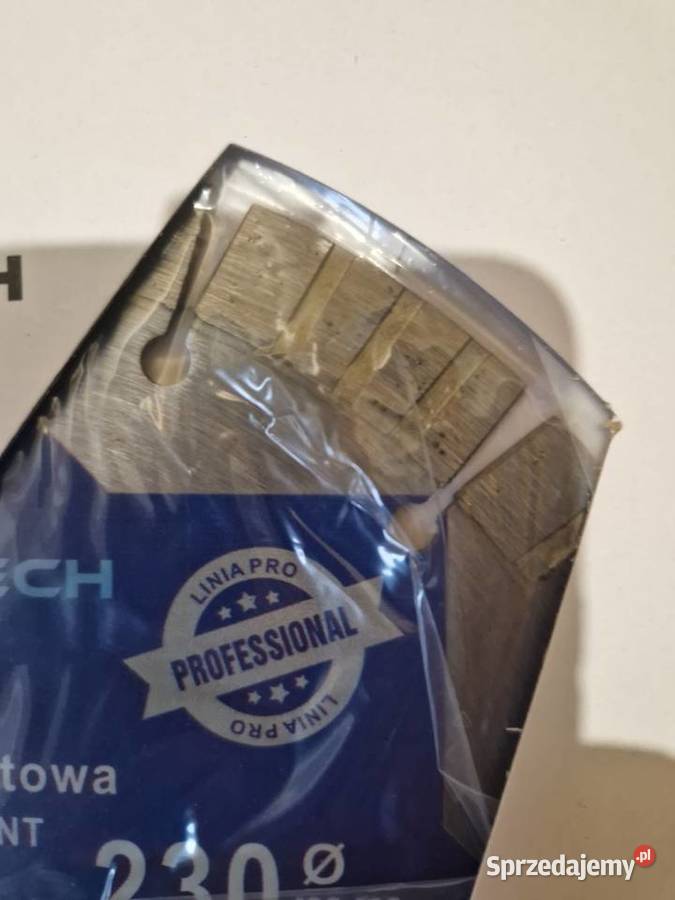 H
ECH
LINIA PRO
PROFESSIONAL
LINIA PRO
towa
NT
230 Ø
Sprzedajemy.pl